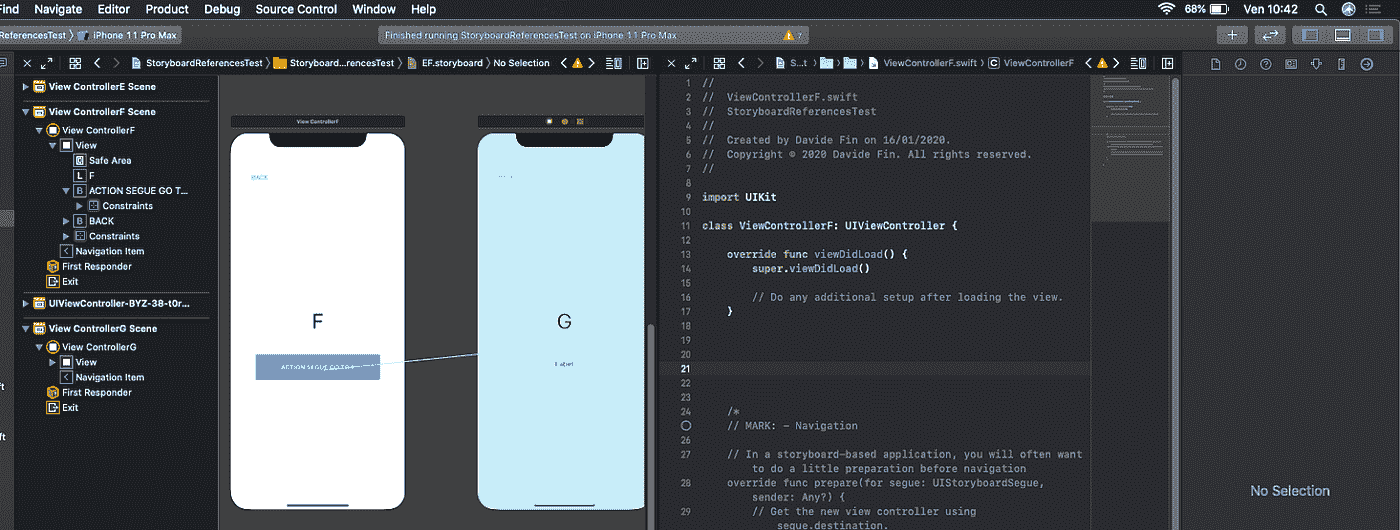 Find Navigate Editor Product Debug Source Control Window Help 68% Ven 10:42
ReferencesTest iPhone 11 Pro Max Finished running StoryboardReferencesTest on iPhone 11 Pro Max 7
StoryboardReferencesTest Storyboard...rencesTest EF.storyboard No Selection
S...t ViewControllerF.swift C ViewControllerF
View ControllerE Scene
View ControllerF Scene
View ControllerF
View
Safe Area
L F
B ACTION SEGUE GO T...
Constraints
B BACK
Constraints
Navigation Item
First Responder
Exit
UIViewController-BYZ-38-t0r...
View ControllerG Scene
View ControllerG
View
Navigation Item
First Responder
Exit
ft
View ControllerF
BACK
F
ACTION SEGUE GO TO
G
Label
//
2 // ViewControllerF.swift
3 // StoryboardReferencesTest
4 //
5 // Created by Davide Fin on 16/01/2020.
6 // Copyright © 2020 Davide Fin. All rights reserved.
7 //
8
9 import UIKit
10
11 class ViewControllerF: UIViewController {
12
13 override func viewDidLoad() {
14 super.viewDidLoad()
15
16 // Do any additional setup after loading the view.
17 }
18
19
20
21
22
23
24 /*
// MARK: - Navigation
26
27 // In a storyboard-based application, you will often want
to do a little preparation before navigation
28 override func prepare(for segue: UIStoryboardSegue,
sender: Any?) {
29 // Get the new view controller using
segue.destination.
No Selection